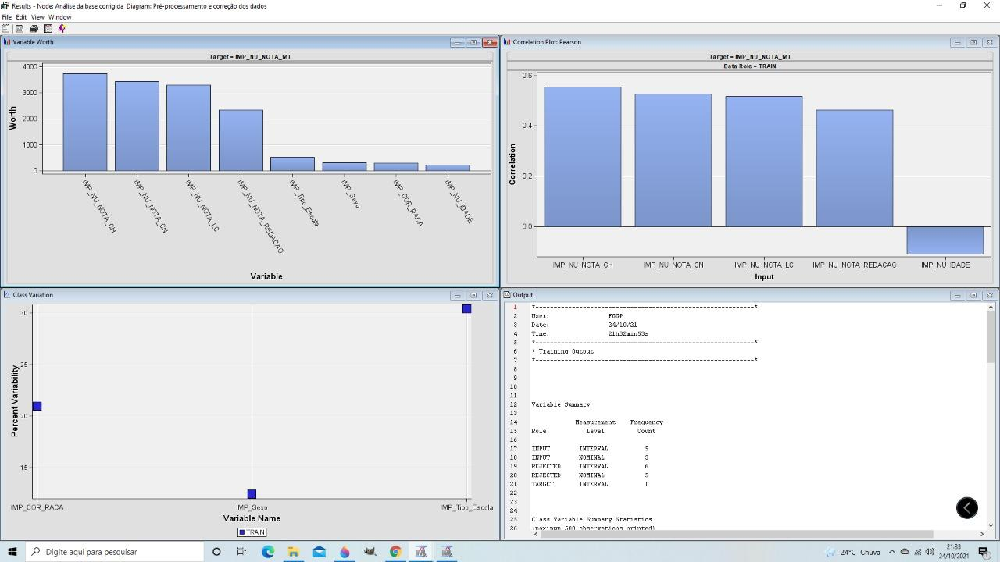 Results - Node: Análise da base corrigida  Diagram: Pré-processamento e correção dos dados
File Edit View Window
Variable Worth
Target = IMP_NU_NOTA_MT
4000
3000
2000
1000
0
Worth
IMP_NU_NOTA_CH
IMP_NU_NOTA_CN
IMP_NU_NOTA_LC
IMP_NU_NOTA_REDACAO
IMP_Tipo_Escola
IMP_Sexo
IMP_COR_RACA
IMP_NU_IDADE
Variable
Correlation Plot: Pearson
Target = IMP_NU_NOTA_MT
Data Role = TRAIN
0.6
0.4
0.2
0.0
Correlation
IMP_NU_NOTA_CH
IMP_NU_NOTA_CN
IMP_NU_NOTA_LC
IMP_NU_NOTA_REDACAO
IMP_NU_IDADE
Input
Class Variation
30
25
20
15
Percent Variability
IMP_COR_RACA
IMP_Sexo
IMP_Tipo_Escola
Variable Name
TRAIN
Output
1 *------------------------------------------------------------*
2 User: FGGP
3 Date: 24/10/21
4 Time: 21h32min53s
5 *------------------------------------------------------------*
6 * Training Output
7 *------------------------------------------------------------*
8
9
10
11
12 Variable Summary
13
14 Measurement Frequency
15 Role Level Count
16
17 INPUT INTERVAL 5
18 INPUT NOMINAL 3
19 REJECTED INTERVAL 6
20 REJECTED NOMINAL 5
21 TARGET INTERVAL 1
22
23
24
25 Class Variable Summary Statistics
26 (maximum 500 observations printed)
Digite aqui para pesquisar
24°C Chuva
21:33
24/10/2021
1